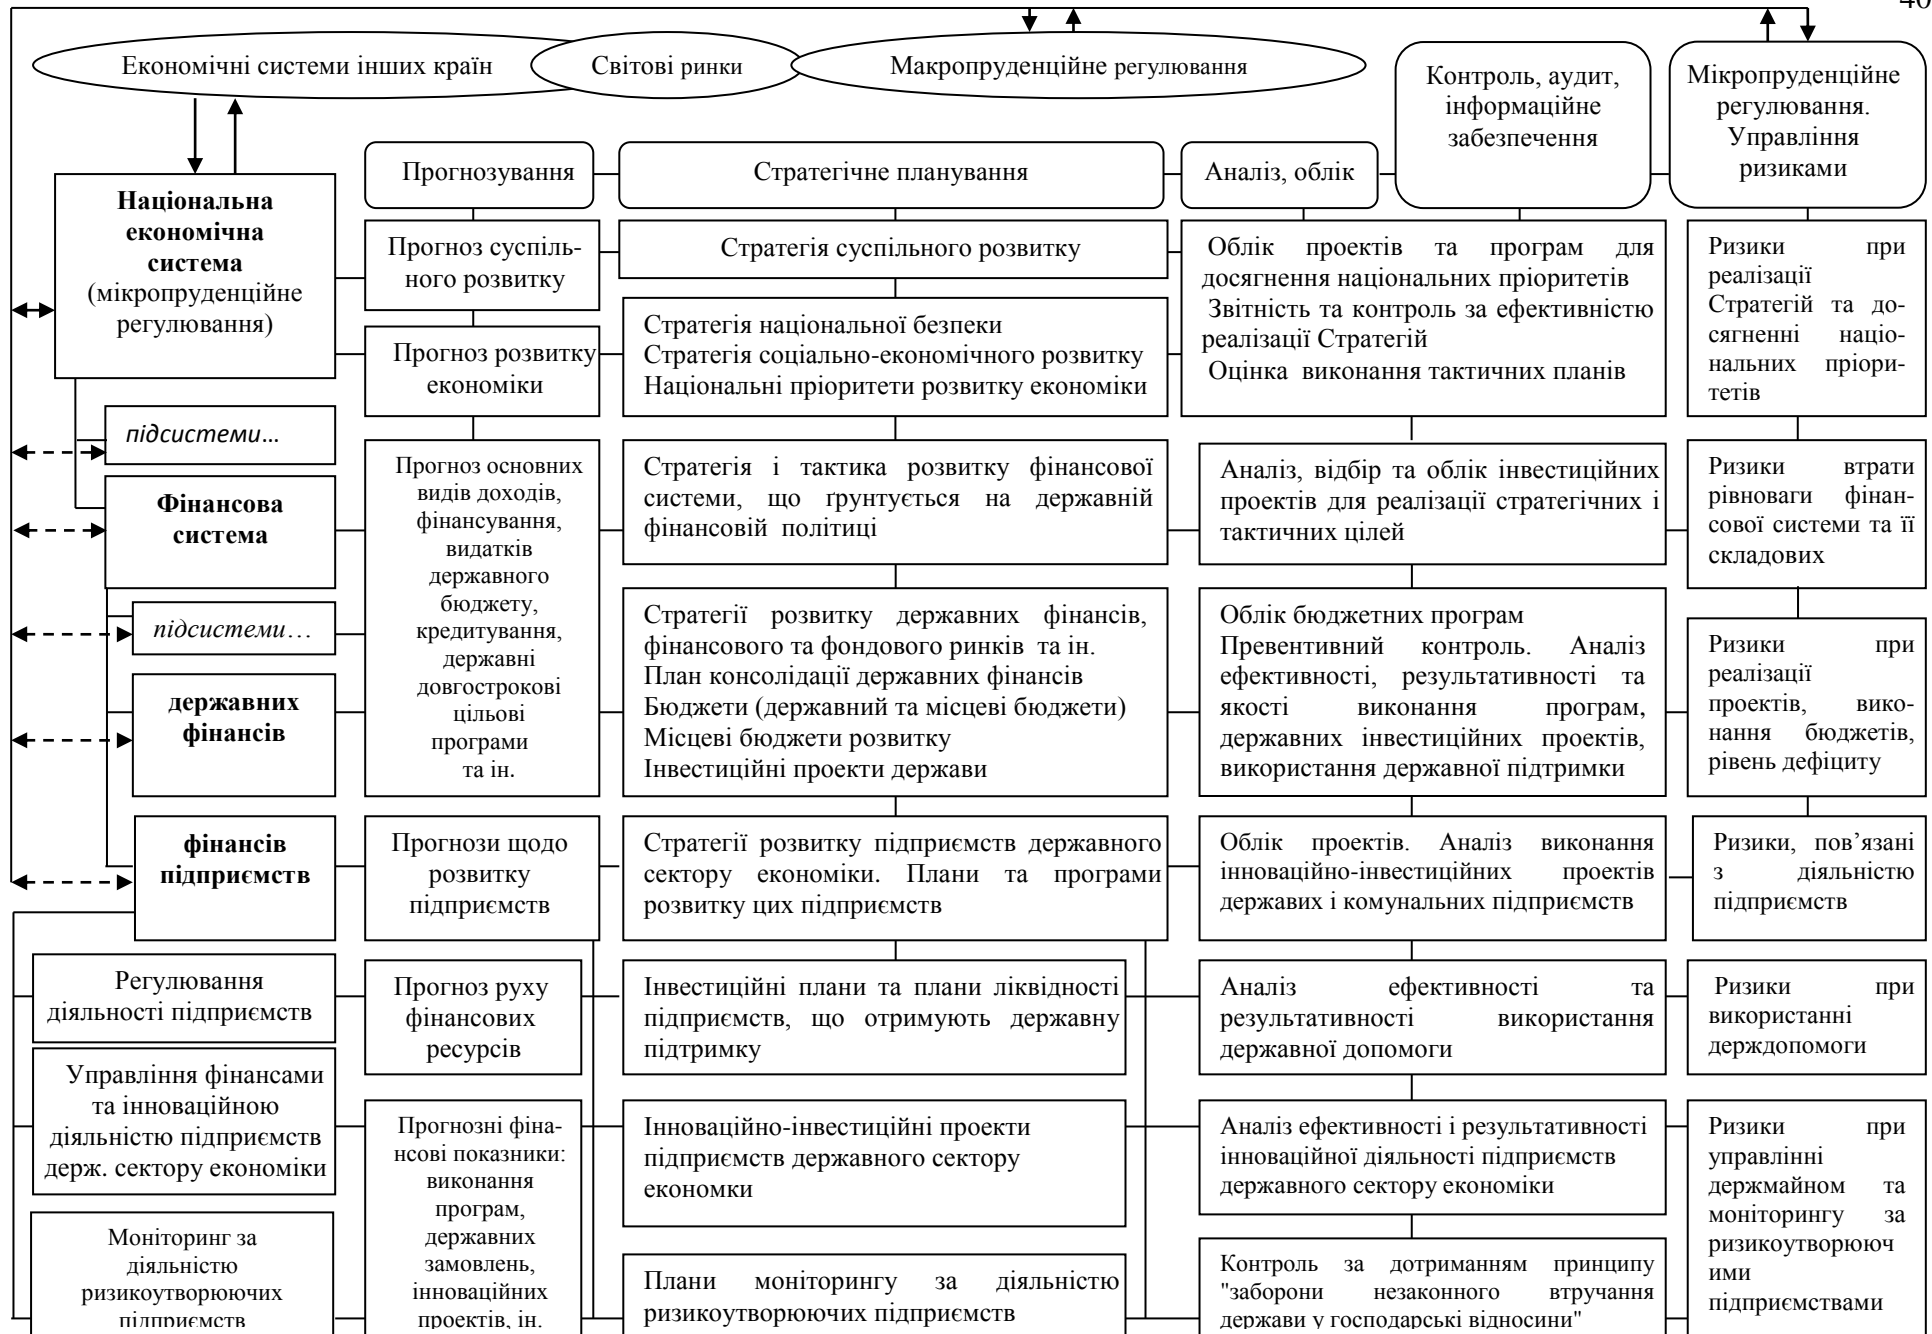 40
Економічні системи інших країн
Світові ринки
Макропруденційне регулювання
Контроль, аудит,
інформаційне
забезпечення
Мікропруденційне
регулювання.
Управління
ризиками
Прогнозування
Стратегічне планування
Аналіз, облік
Національна
економічна
система
(мікропруденційне
регулювання)
Прогноз суспіль-
ного розвитку
Стратегія суспільного розвитку
Облік проектів та програм для
досягнення національних пріоритетів
Звітність та контроль за ефективністю
реалізації Стратегій
Оцінка виконання тактичних планів
Ризики при
реалізації
Стратегій та до-
сягненні націо-
нальних пріори-
тетів
Прогноз розвитку
економіки
Стратегія національної безпеки
Стратегія соціально-економічного розвитку
Національні пріоритети розвитку економіки
підсистеми...
Фінансова
система
Прогноз основних
видів доходів,
фінансування,
видатків
державного
бюджету,
кредитування,
державні
довгострокові
цільові
програми
та ін.
Стратегія і тактика розвитку фінансової
системи, що ґрунтується на державній
фінансовій політиці
Аналіз, відбір та облік інвестиційних
проектів для реалізації стратегічних і
тактичних цілей
Ризики втрати
рівноваги фінан-
сової системи та її
складових
підсистеми…
державних
фінансів
Стратегії розвитку державних фінансів,
фінансового та фондового ринків та ін.
План консолідації державних фінансів
Бюджети (державний та місцеві бюджети)
Місцеві бюджети розвитку
Інвестиційні проекти держави
Облік бюджетних програм
Превентивний контроль. Аналіз
ефективності, результативності та
якості виконання програм,
державних інвестиційних проектів,
використання державної підтримки
Ризики при
реалізації
проектів, вико-
нання бюджетів,
рівень дефіциту
фінансів
підприємств
Прогнози щодо
розвитку
підприємств
Стратегії розвитку підприємств державного
сектору економіки. Плани та програми
розвитку цих підприємств
Облік проектів. Аналіз виконання
інноваційно-інвестиційних проектів
державих і комунальних підприємств
Ризики, пов’язані
з діяльністю
підприємств
Регулювання
діяльності підприємств
Прогноз руху
фінансових
ресурсів
Інвестиційні плани та плани ліквідності
підприємств, що отримують державну
підтримку
Аналіз ефективності та
результативності використання
державної допомоги
Ризики при
використанні
держдопомоги
Управління фінансами
та інноваційною
діяльністю підприємств
держ. сектору економіки
Прогнозні фіна-
нсові показники:
виконання
програм,
державних
замовлень,
інноваційних
проектів, ін.
Інноваційно-інвестиційні проекти
підприємств державного сектору
економки
Аналіз ефективності і результативності
інноваційної діяльності підприємств
державного сектору економіки
Ризики при
управлінні
держмайном та
моніторингу за
ризикоутворююч
ими
підприємствами
Моніторинг за
діяльністю
ризикоутворюючих
підприємств
Плани моніторингу за діяльністю
ризикоутворюючих підприємств
Контроль за дотриманням принципу
"заборони незаконного втручання
держави у господарські відносини"